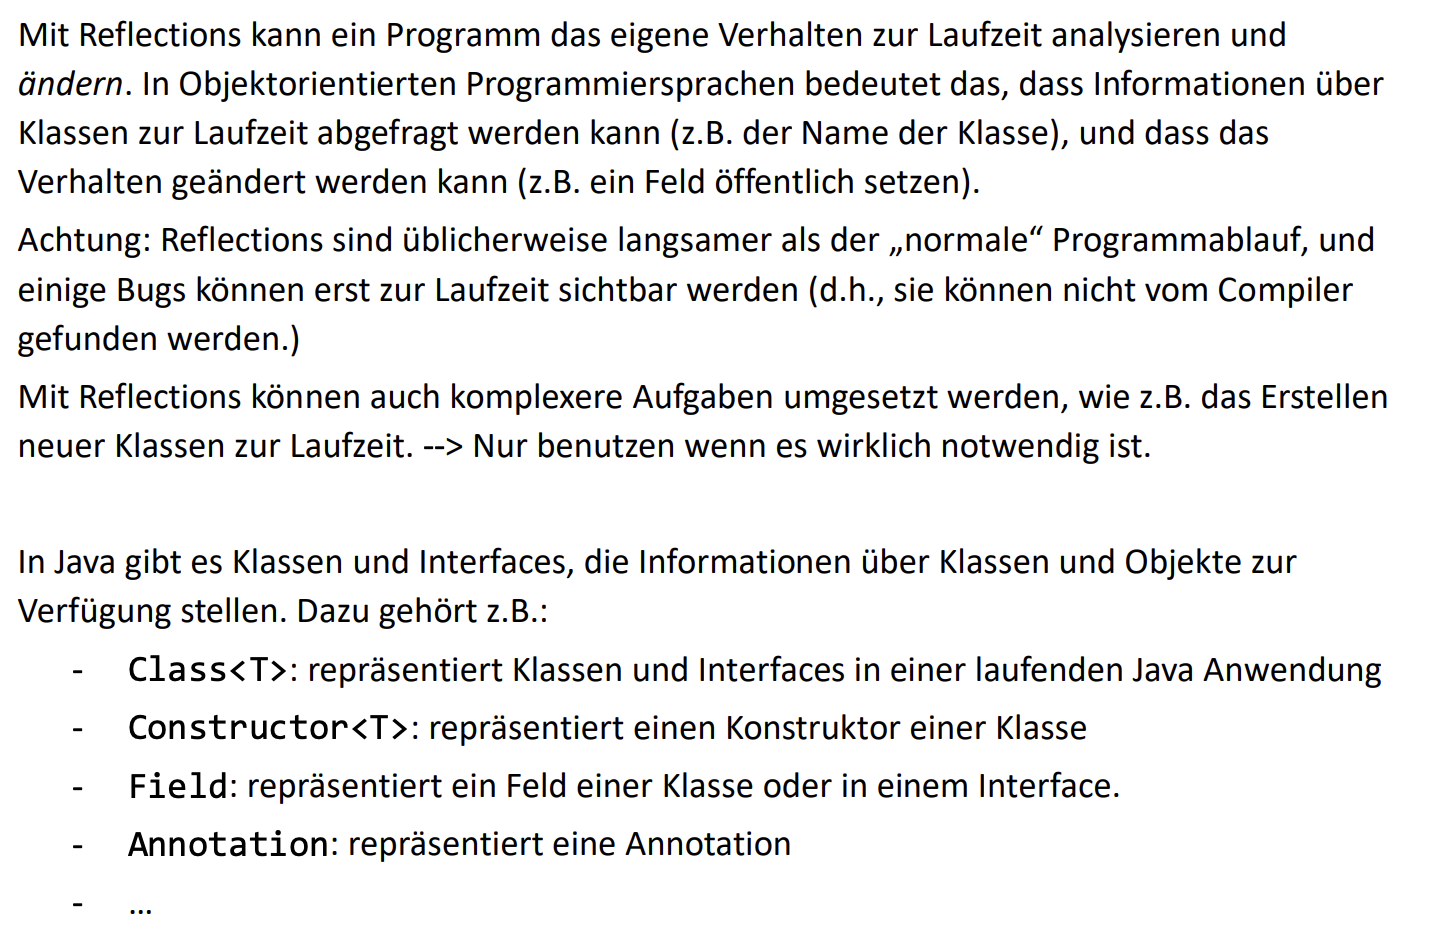 Mit Reflections kann ein Programm das eigene Verhalten zur Laufzeit analysieren und
ändern. In Objektorientierten Programmiersprachen bedeutet das, dass Informationen über
Klassen zur Laufzeit abgefragt werden kann (z.B. der Name der Klasse), und dass das
Verhalten geändert werden kann (z.B. ein Feld öffentlich setzen).
Achtung: Reflections sind üblicherweise langsamer als der „normale“ Programmablauf, und
einige Bugs können erst zur Laufzeit sichtbar werden (d.h., sie können nicht vom Compiler
gefunden werden.)
Mit Reflections können auch komplexere Aufgaben umgesetzt werden, wie z.B. das Erstellen
neuer Klassen zur Laufzeit. --> Nur benutzen wenn es wirklich notwendig ist.
In Java gibt es Klassen und Interfaces, die Informationen über Klassen und Objekte zur
Verfügung stellen. Dazu gehört z.B.:
- Class<T>: repräsentiert Klassen und Interfaces in einer laufenden Java Anwendung
- Constructor<T>: repräsentiert einen Konstruktor einer Klasse
- Field: repräsentiert ein Feld einer Klasse oder in einem Interface.
- Annotation: repräsentiert eine Annotation
- …